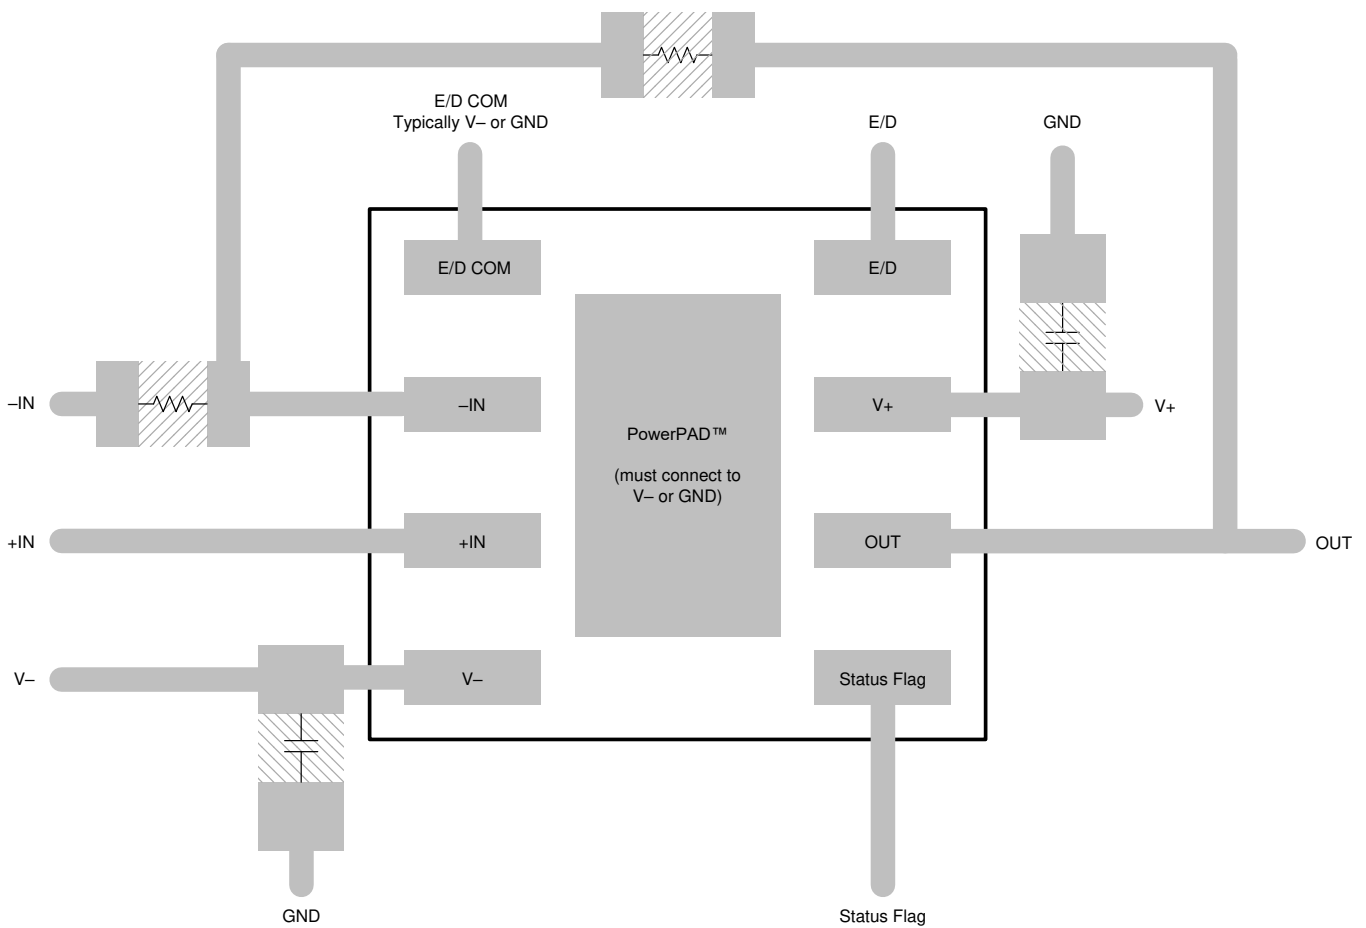 E/D COM
Typically V– or GND
E/D
GND
E/D COM
E/D
–IN
–IN
V+
V+
PowerPAD™
(must connect to
V– or GND)
+IN
+IN
OUT
OUT
V–
V–
Status Flag
GND
Status Flag